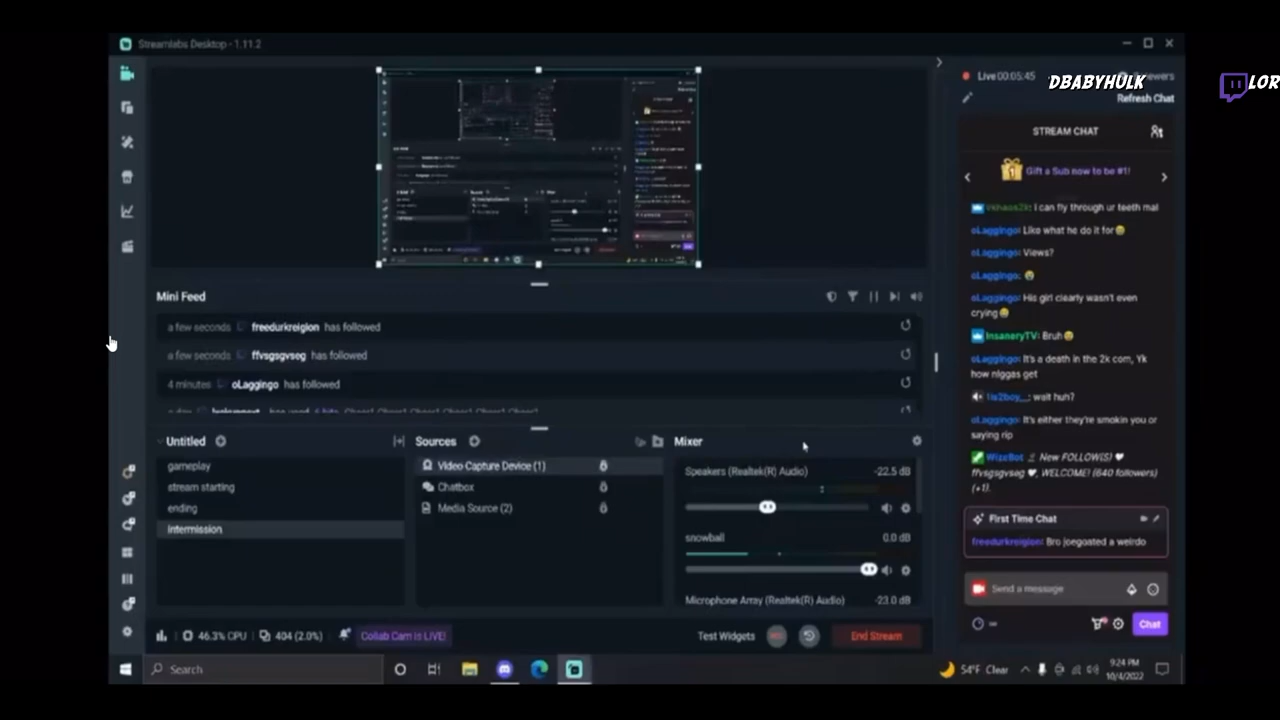 Streamlabs Desktop - 1.11.2
Live 00:05:45
DBABYHULK
LOR
Refresh Chat
STREAM CHAT
Gift a Sub now to be #1!
I can fly through ur teeth mal
oLaggingo: Like what he do it for
oLaggingo: Views?
oLaggingo:
oLaggingo: His girl clearly wasn't even
crying
InsaneryTV: Bruh
oLaggingo: It's a death in the 2k com, Yk
how niggas get
wait huh?
oLaggingo: It's either they're smokin you or
saying rip
WizeBot: New FOLLOW(S)
ffvsgsgvseg, WELCOME! (640 followers)
(+1).
First Time Chat
freedurkreigion: Bro joegoated a weirdo
Send a message
Chat
Mini Feed
a few seconds freedurkreigion has followed
a few seconds ffvsgsgvseg has followed
4 minutes oLaggingo has followed
Untitled
gameplay
stream starting
ending
intermission
Sources
Video Capture Device (1)
Chatbox
Media Source (2)
Mixer
Speakers (Realtek(R) Audio) -22.5 dB
snowball 0.0 dB
Microphone Array (Realtek(R) Audio) -23.0 dB
46.3% CPU 404 (2.0%) Collab Cam is LIVE!
Test Widgets REC End Stream
Search
54°F Clear
9:24 PM
10/4/2022